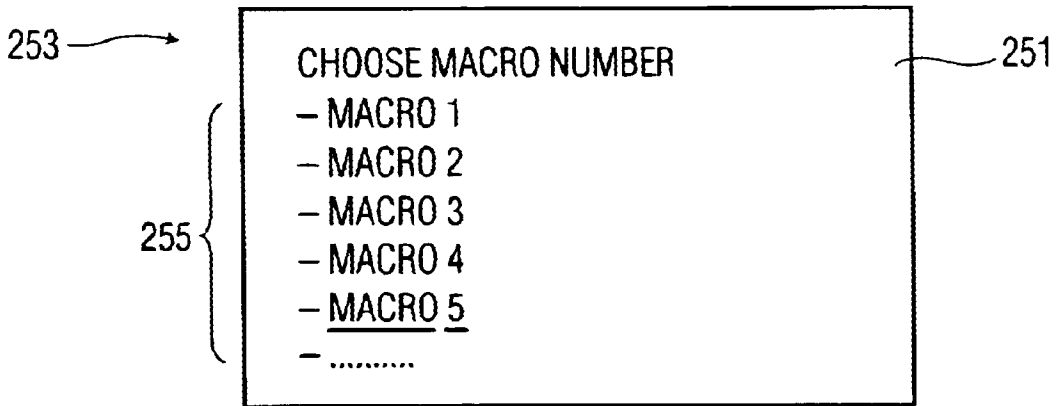 253
CHOOSE MACRO NUMBER
251
– MACRO 1
– MACRO 2
– MACRO 3
255
– MACRO 4
– MACRO 5
– ..........